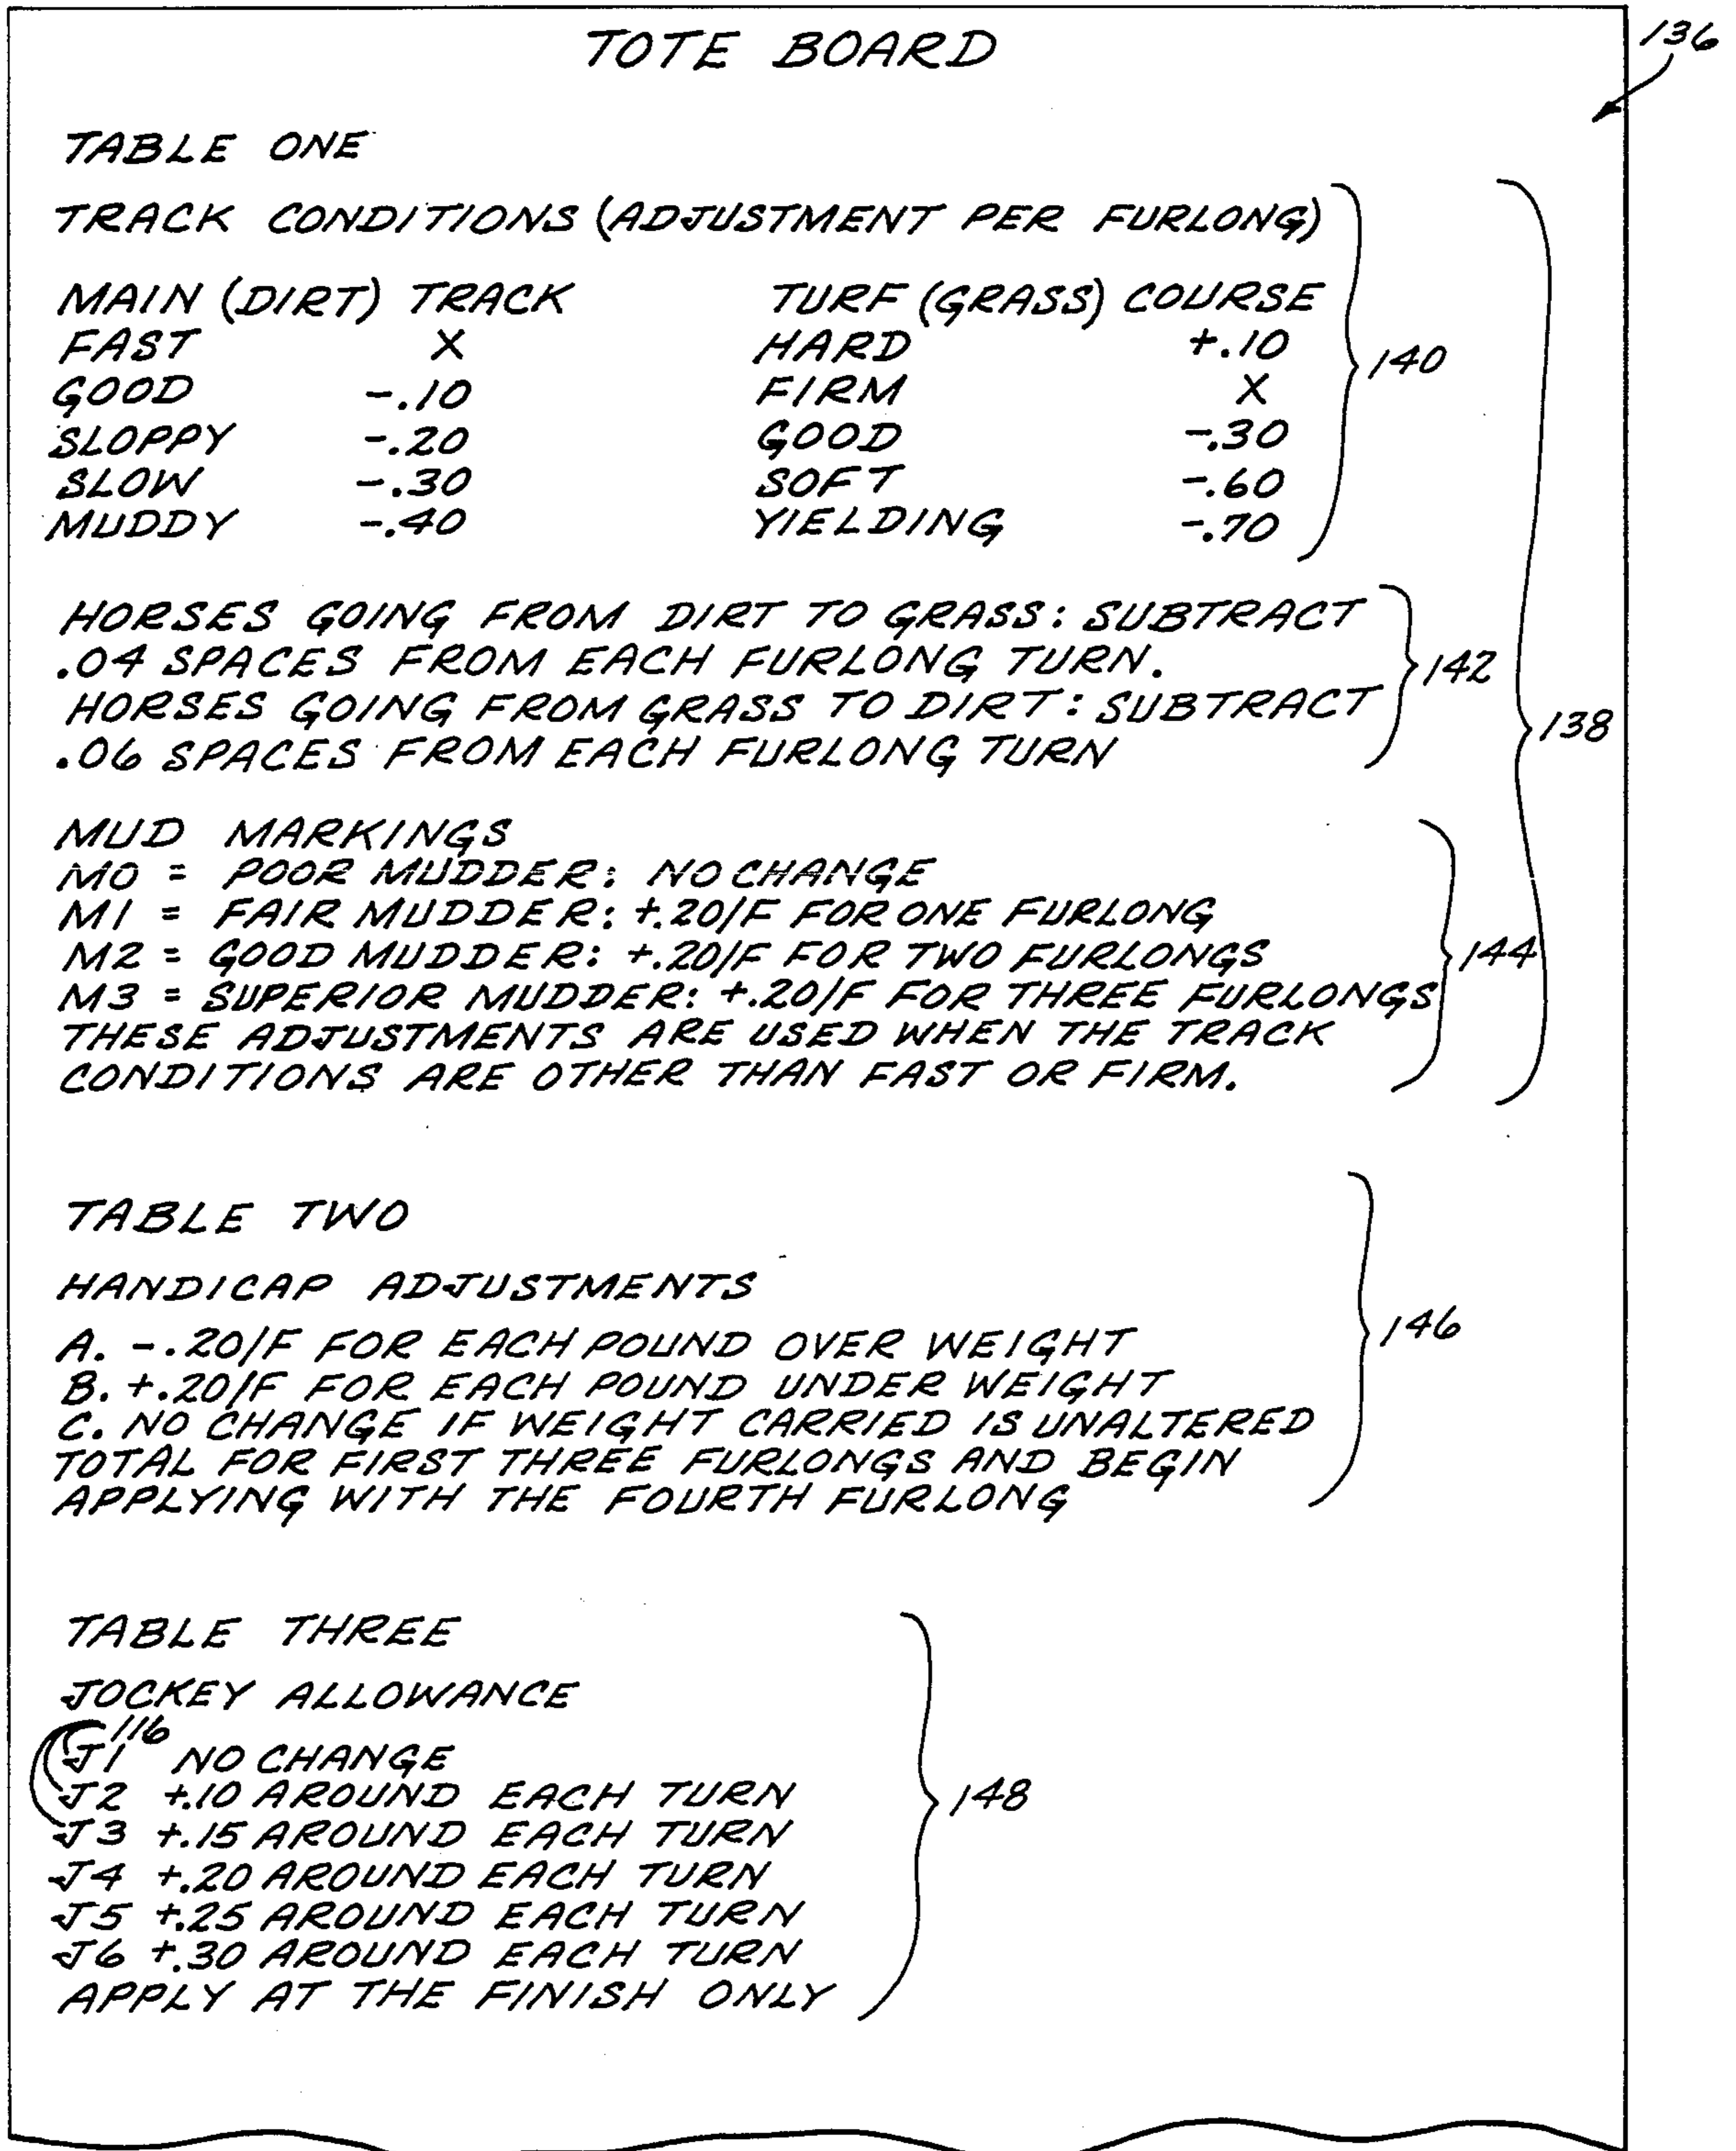 TOTE BOARD
136
TABLE ONE
TRACK CONDITIONS (ADJUSTMENT PER FURLONG)
MAIN (DIRT) TRACK TURF (GRASS) COURSE
FAST X HARD +.10
140
GOOD -.10 FIRM X
SLOPPY -.20 GOOD -.30
SLOW -.30 SOFT -.60
MUDDY -.40 YIELDING -.70
HORSES GOING FROM DIRT TO GRASS: SUBTRACT
.04 SPACES FROM EACH FURLONG TURN.
142
HORSES GOING FROM GRASS TO DIRT: SUBTRACT
138
.06 SPACES FROM EACH FURLONG TURN
MUD MARKINGS
M0 = POOR MUDDER: NO CHANGE
M1 = FAIR MUDDER: +.20/F FOR ONE FURLONG
M2 = GOOD MUDDER: +.20/F FOR TWO FURLONGS
144
M3 = SUPERIOR MUDDER: +.20/F FOR THREE FURLONGS
THESE ADJUSTMENTS ARE USED WHEN THE TRACK
CONDITIONS ARE OTHER THAN FAST OR FIRM.
TABLE TWO
HANDICAP ADJUSTMENTS
146
A. -.20/F FOR EACH POUND OVER WEIGHT
B. +.20/F FOR EACH POUND UNDER WEIGHT
C. NO CHANGE IF WEIGHT CARRIED IS UNALTERED
TOTAL FOR FIRST THREE FURLONGS AND BEGIN
APPLYING WITH THE FOURTH FURLONG
TABLE THREE
JOCKEY ALLOWANCE
116
J1 NO CHANGE
J2 +.10 AROUND EACH TURN
148
J3 +.15 AROUND EACH TURN
J4 +.20 AROUND EACH TURN
J5 +.25 AROUND EACH TURN
J6 +.30 AROUND EACH TURN
APPLY AT THE FINISH ONLY